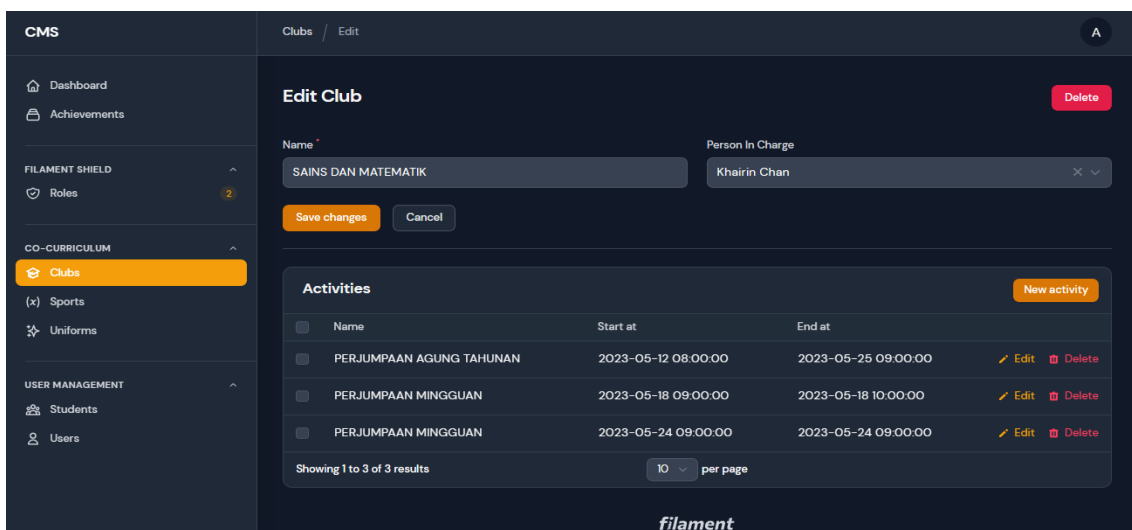 CMS
Clubs / Edit
A
Dashboard
Achievements
FILAMENT SHIELD
Roles 2
CO-CURRICULUM
Clubs
(x) Sports
Uniforms
USER MANAGEMENT
Students
Users
Edit Club
Delete
Name * Person In Charge
SAINS DAN MATEMATIK Khairin Chan
Save changes Cancel
Activities New activity
Name Start at End at
PERJUMPAAN AGUNG TAHUNAN 2023-05-12 08:00:00 2023-05-25 09:00:00 Edit Delete
PERJUMPAAN MINGGUAN 2023-05-18 09:00:00 2023-05-18 10:00:00 Edit Delete
PERJUMPAAN MINGGUAN 2023-05-24 09:00:00 2023-05-24 09:00:00 Edit Delete
Showing 1 to 3 of 3 results 10 per page
filament